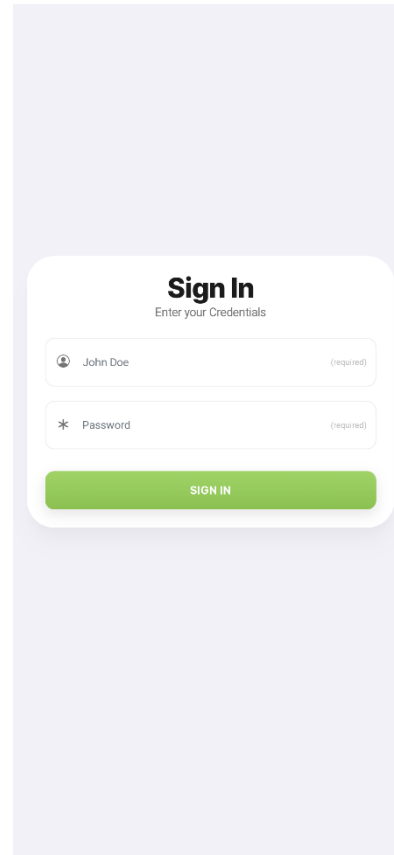 Sign In
Enter your Credentials
John Doe (required)
Password (required)
SIGN IN